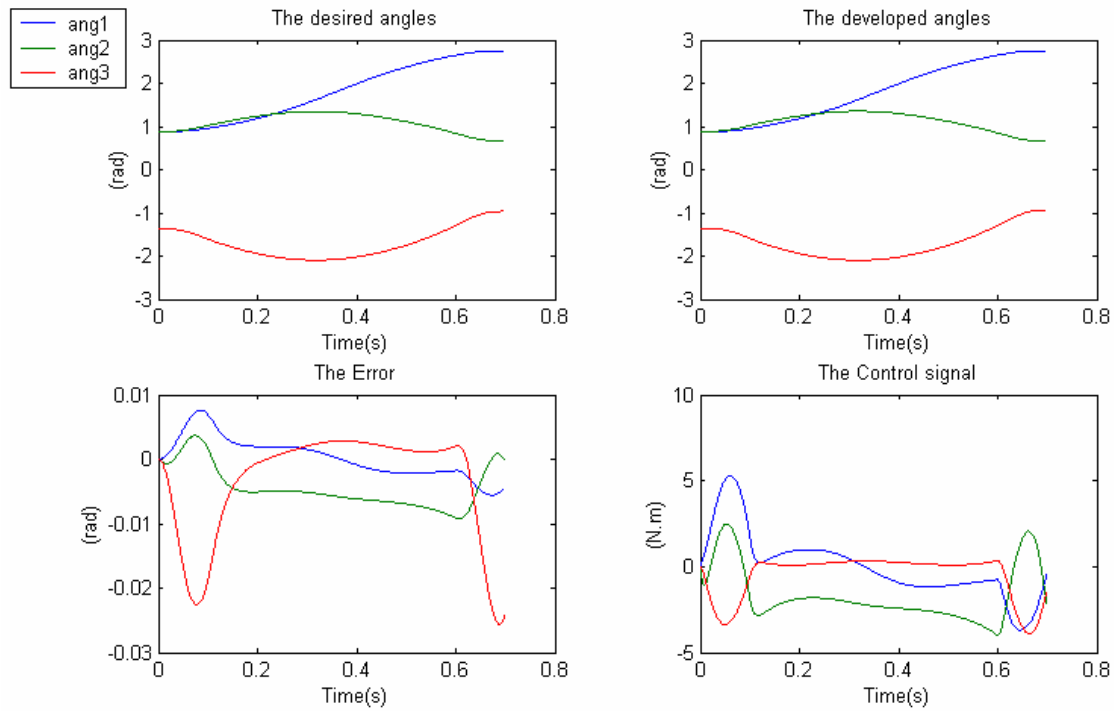 ang1
ang2
ang3
The desired angles
3
2
1
0
-1
-2
-3
(rad)
0 0.2 0.4 0.6 0.8
Time(s)
The developed angles
3
2
1
0
-1
-2
-3
(rad)
0 0.2 0.4 0.6 0.8
Time(s)
The Error
0.01
0
-0.01
-0.02
-0.03
(rad)
0 0.2 0.4 0.6 0.8
Time(s)
The Control signal
10
5
0
-5
(N.m)
0 0.2 0.4 0.6 0.8
Time(s)